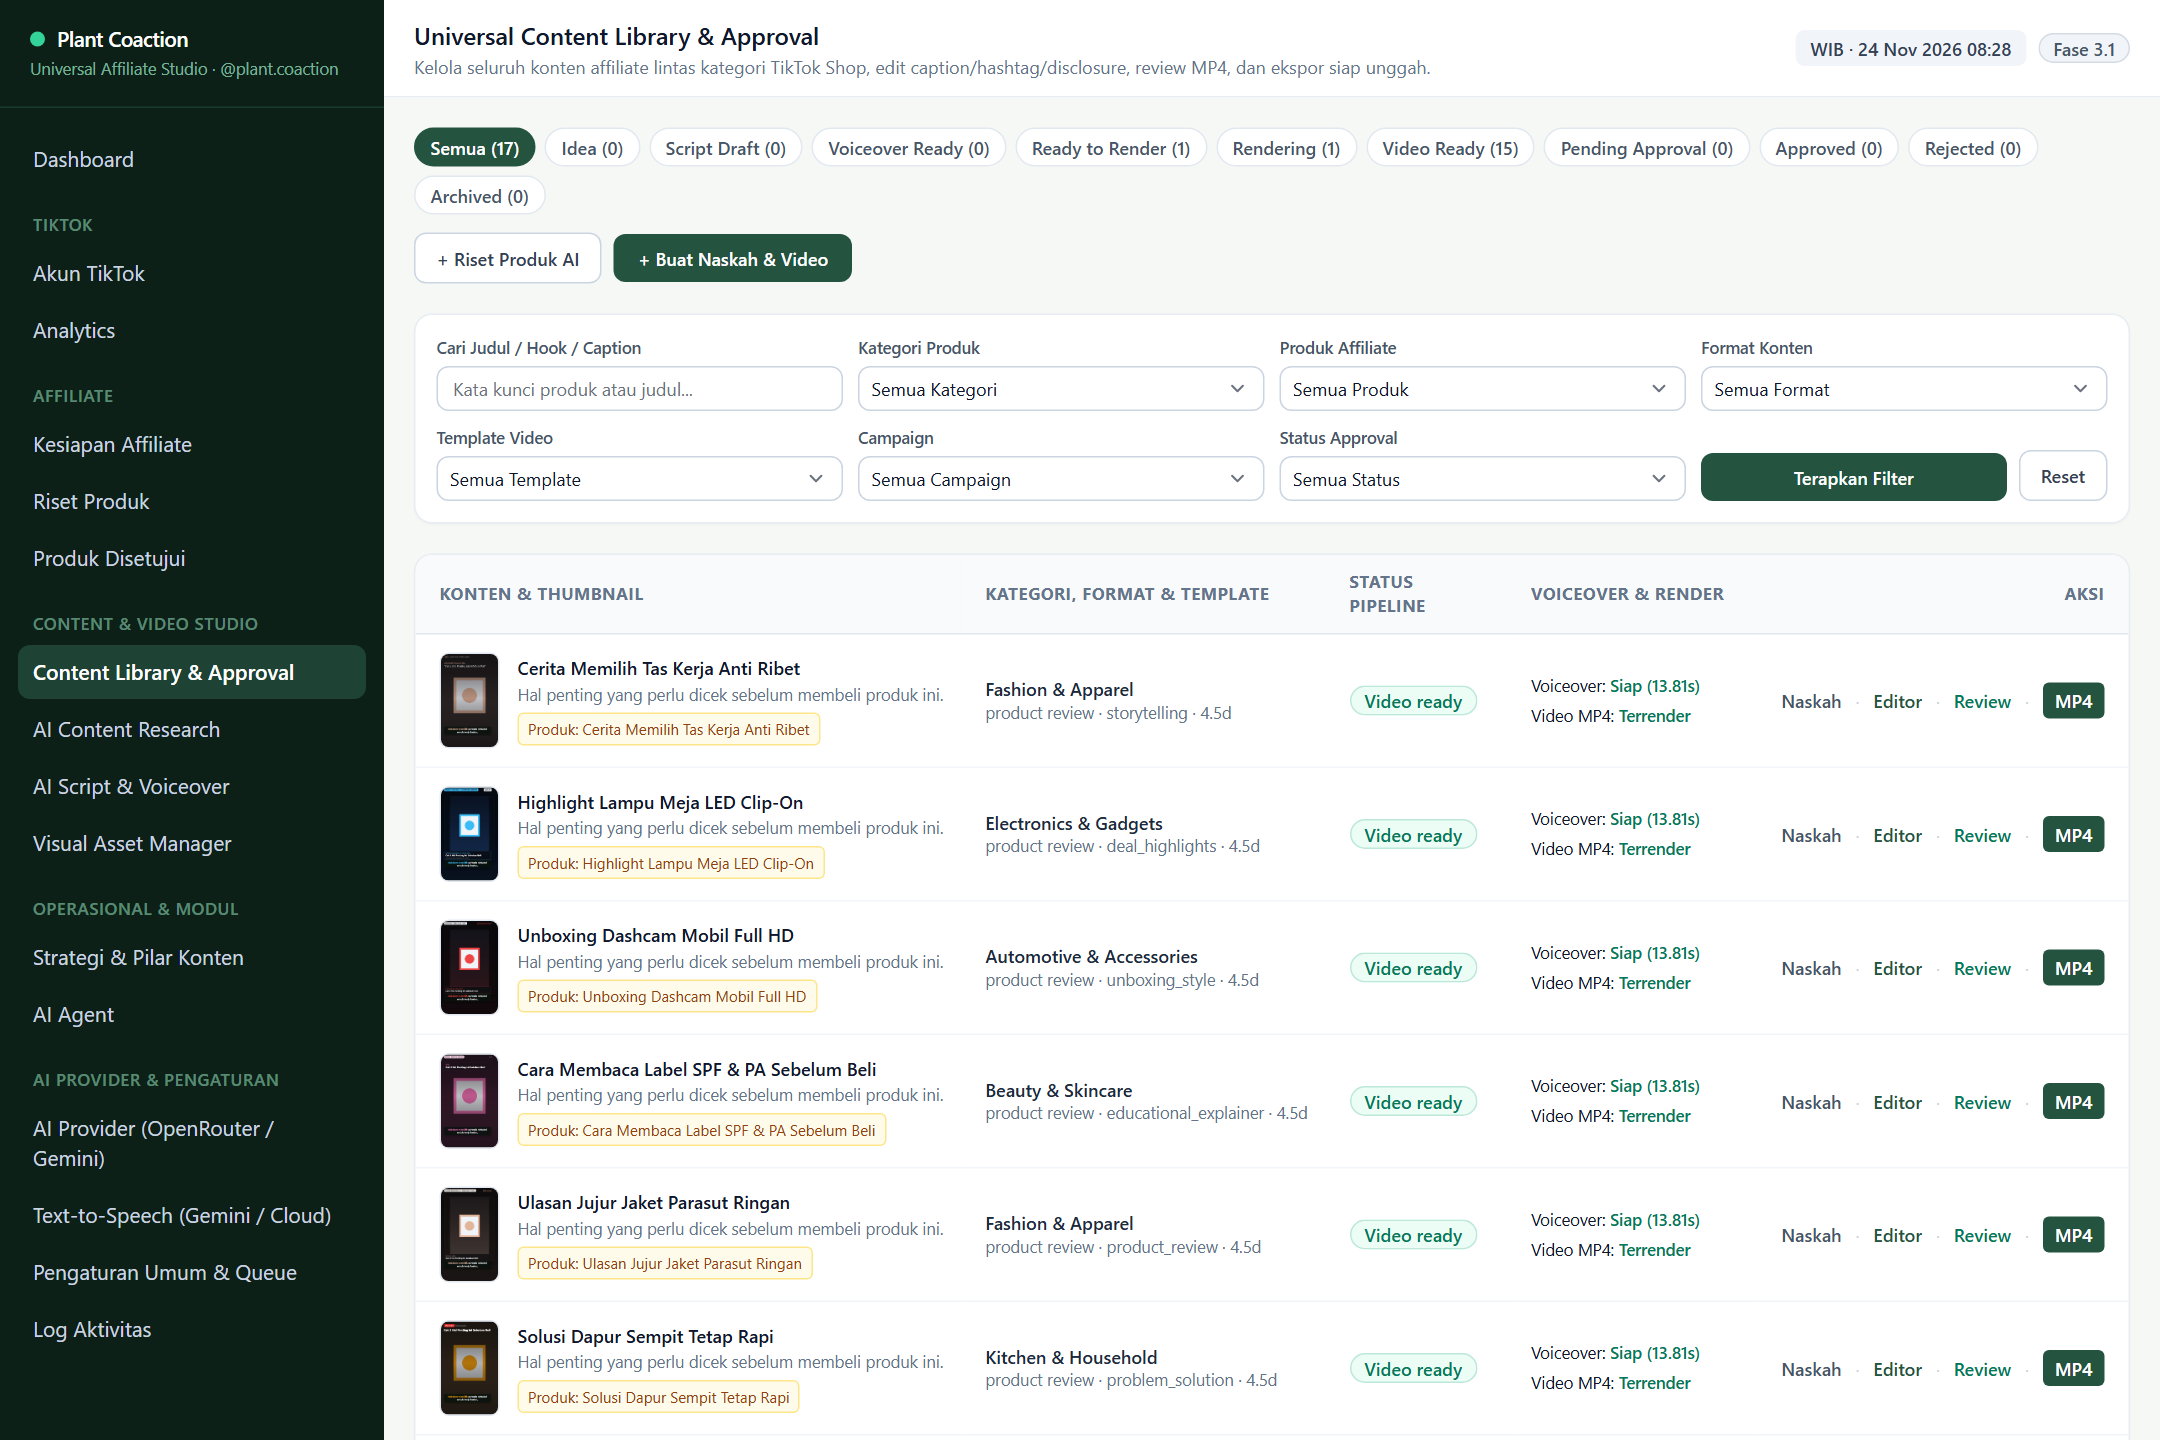 Plant Coaction
Universal Affiliate Studio · @plant.coaction
Dashboard
TIKTOK
Akun TikTok
Analytics
AFFILIATE
Kesiapan Affiliate
Riset Produk
Produk Disetujui
CONTENT & VIDEO STUDIO
Content Library & Approval
AI Content Research
AI Script & Voiceover
Visual Asset Manager
OPERASIONAL & MODUL
Strategi & Pilar Konten
AI Agent
AI PROVIDER & PENGATURAN
AI Provider (OpenRouter /
Gemini)
Text-to-Speech (Gemini / Cloud)
Pengaturan Umum & Queue
Log Aktivitas
Universal Content Library & Approval
Kelola seluruh konten affiliate lintas kategori TikTok Shop, edit caption/hashtag/disclosure, review MP4, dan ekspor siap unggah.
WIB · 24 Nov 2026 08:28
Fase 3.1
Semua (17)
Idea (0)
Script Draft (0)
Voiceover Ready (0)
Ready to Render (1)
Rendering (1)
Video Ready (15)
Pending Approval (0)
Approved (0)
Rejected (0)
Archived (0)
+ Riset Produk AI
+ Buat Naskah & Video
Cari Judul / Hook / Caption
Kata kunci produk atau judul...
Kategori Produk
Semua Kategori
Produk Affiliate
Semua Produk
Format Konten
Semua Format
Template Video
Semua Template
Campaign
Semua Campaign
Status Approval
Semua Status
Terapkan Filter
Reset
KONTEN & THUMBNAIL
KATEGORI, FORMAT & TEMPLATE
STATUS
PIPELINE
VOICEOVER & RENDER
AKSI
Cerita Memilih Tas Kerja Anti Ribet
Hal penting yang perlu dicek sebelum membeli produk ini.
Produk: Cerita Memilih Tas Kerja Anti Ribet
Fashion & Apparel
product review · storytelling · 4.5d
Video ready
Voiceover: Siap (13.81s)
Video MP4: Terrender
Naskah · Editor · Review · MP4
Highlight Lampu Meja LED Clip-On
Hal penting yang perlu dicek sebelum membeli produk ini.
Produk: Highlight Lampu Meja LED Clip-On
Electronics & Gadgets
product review · deal_highlights · 4.5d
Video ready
Voiceover: Siap (13.81s)
Video MP4: Terrender
Naskah · Editor · Review · MP4
Unboxing Dashcam Mobil Full HD
Hal penting yang perlu dicek sebelum membeli produk ini.
Produk: Unboxing Dashcam Mobil Full HD
Automotive & Accessories
product review · unboxing_style · 4.5d
Video ready
Voiceover: Siap (13.81s)
Video MP4: Terrender
Naskah · Editor · Review · MP4
Cara Membaca Label SPF & PA Sebelum Beli
Hal penting yang perlu dicek sebelum membeli produk ini.
Produk: Cara Membaca Label SPF & PA Sebelum Beli
Beauty & Skincare
product review · educational_explainer · 4.5d
Video ready
Voiceover: Siap (13.81s)
Video MP4: Terrender
Naskah · Editor · Review · MP4
Ulasan Jujur Jaket Parasut Ringan
Hal penting yang perlu dicek sebelum membeli produk ini.
Produk: Ulasan Jujur Jaket Parasut Ringan
Fashion & Apparel
product review · product_review · 4.5d
Video ready
Voiceover: Siap (13.81s)
Video MP4: Terrender
Naskah · Editor · Review · MP4
Solusi Dapur Sempit Tetap Rapi
Hal penting yang perlu dicek sebelum membeli produk ini.
Produk: Solusi Dapur Sempit Tetap Rapi
Kitchen & Household
product review · problem_solution · 4.5d
Video ready
Voiceover: Siap (13.81s)
Video MP4: Terrender
Naskah · Editor · Review · MP4